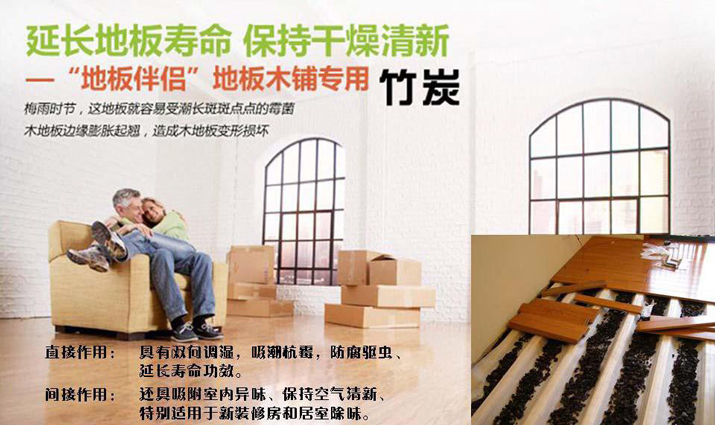 延长地板寿命 保持干燥清新
—“地板伴侣”地板木铺专用 竹炭
梅雨时节，这地板就容易受潮长斑斑点点的霉菌
木地板边缘膨胀起翘，造成木地板变形损坏
直接作用： 具有双向调湿，吸潮杭霉，防腐驱虫、
延长寿命功效。
间接作用： 还具吸附室内异味、保持空气清新、
特别适用于新装修房和居室除味。